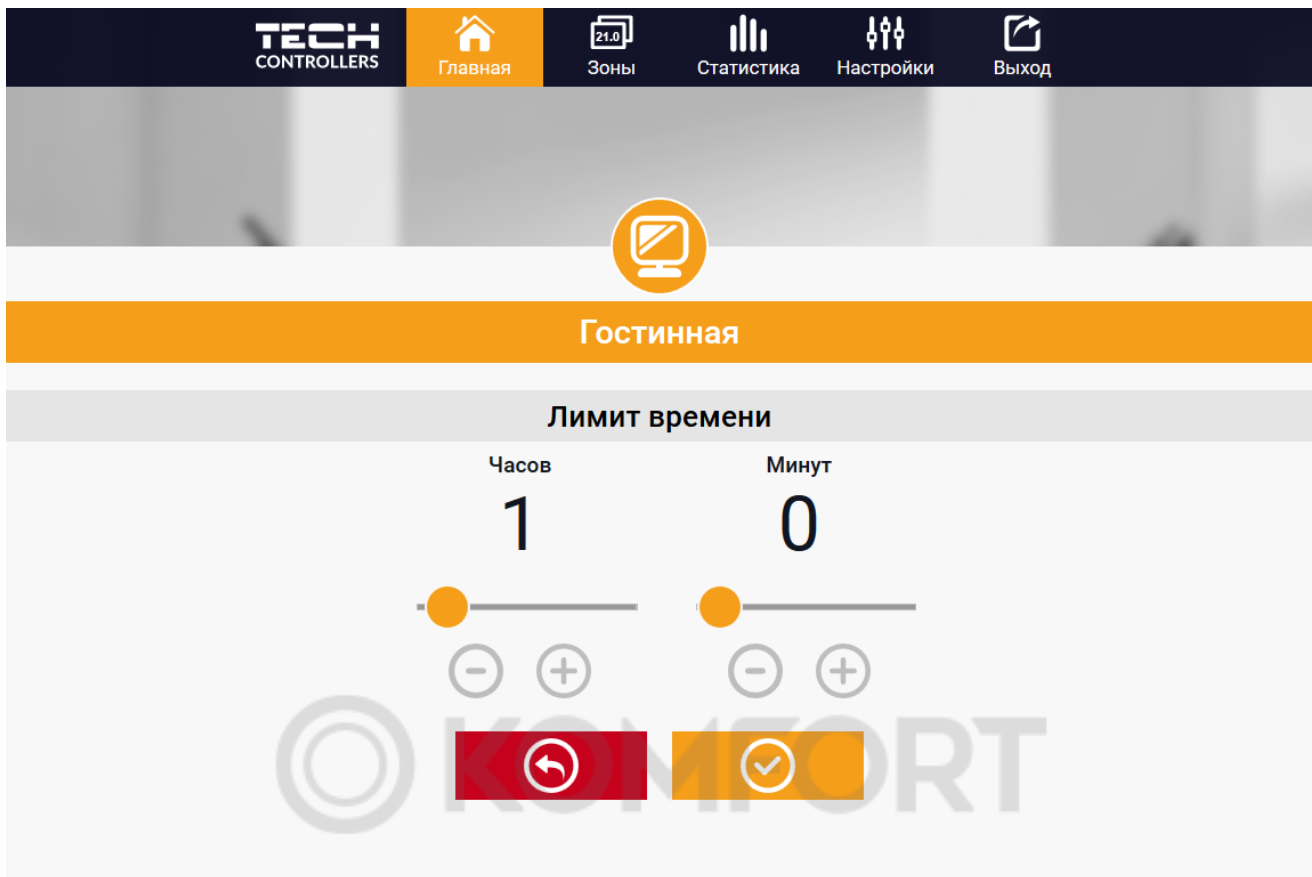 TECH
CONTROLLERS
Главная
21.0
Зоны
Статистика
Настройки
Выход
Гостинная
Лимит времени
Часов
Минут
1
0
KOMFORT